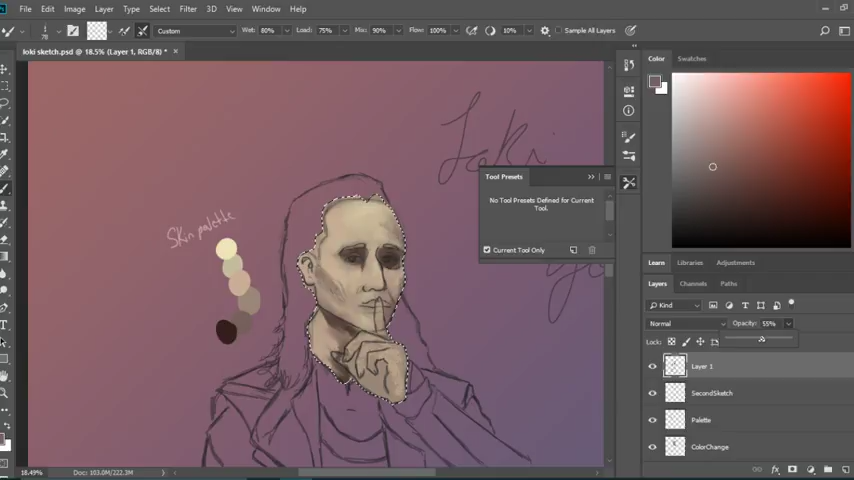 File Edit Image Layer Type Select Filter 3D View Window Help
78 Custom Wet: 80% Load: 75% Mix: 90% Flow: 100% 10% Sample All Layers
loki sketch.psd @ 18.5% (Layer 1, RGB/8) * ×
Color Swatches
Loki
Tool Presets
No Tool Presets Defined for Current
Tool.
Current Tool Only
Skin palette
Learn Libraries Adjustments
Layers Channels Paths
Kind
Normal Opacity: 55%
Lock:
Layer 1
SecondSketch
Palette
ColorChange
18.49% Doc: 103.0M/222.3M